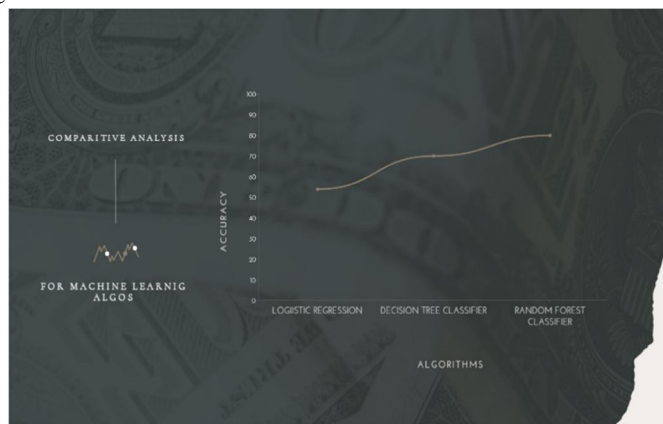 COMPARITIVE ANALYSIS
FOR MACHINE LEARNIG
ALGOS
100
90
80
70
60
50
40
30
20
10
0
ACCURACY
LOGIISTIC REGRESSION
DECISION TREE CLASSIFIER
RANDOM FOREST
CLASSIFIER
ALGORITHMS